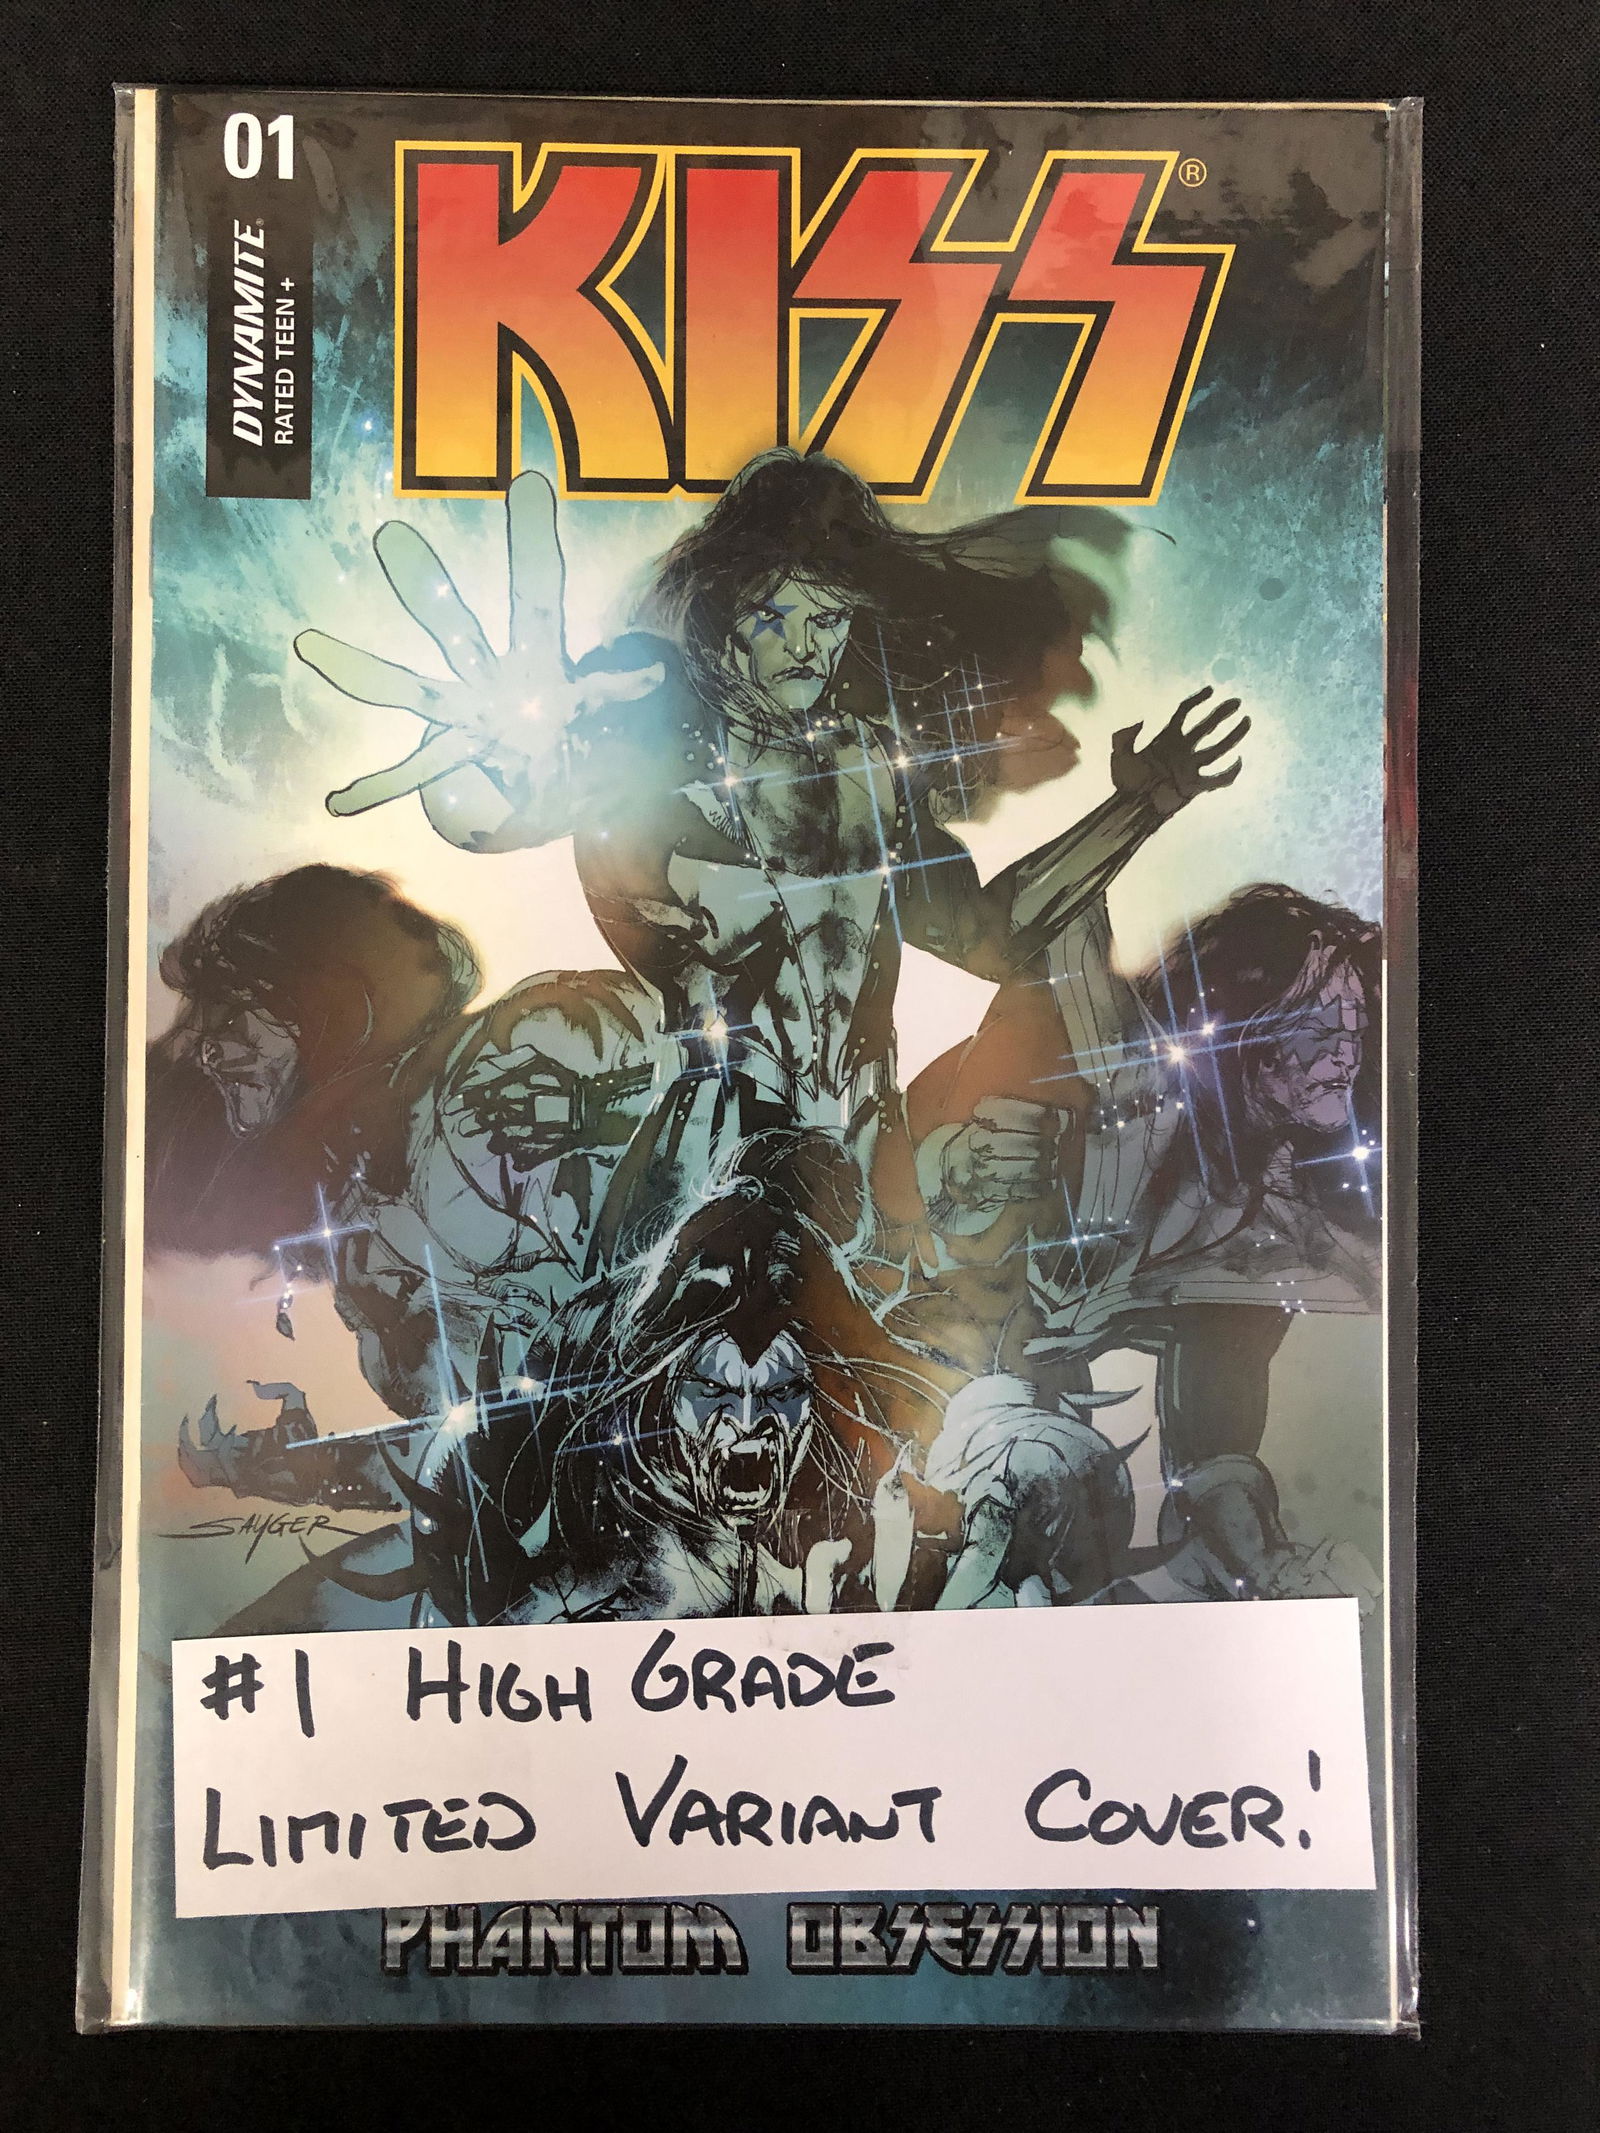 01
KISS®
DYNAMITE®
RATED TEEN +
SAYGER
#1 HIGH GRADE
LIMITED VARIANT COVER!
PHANTOM OBSESSION